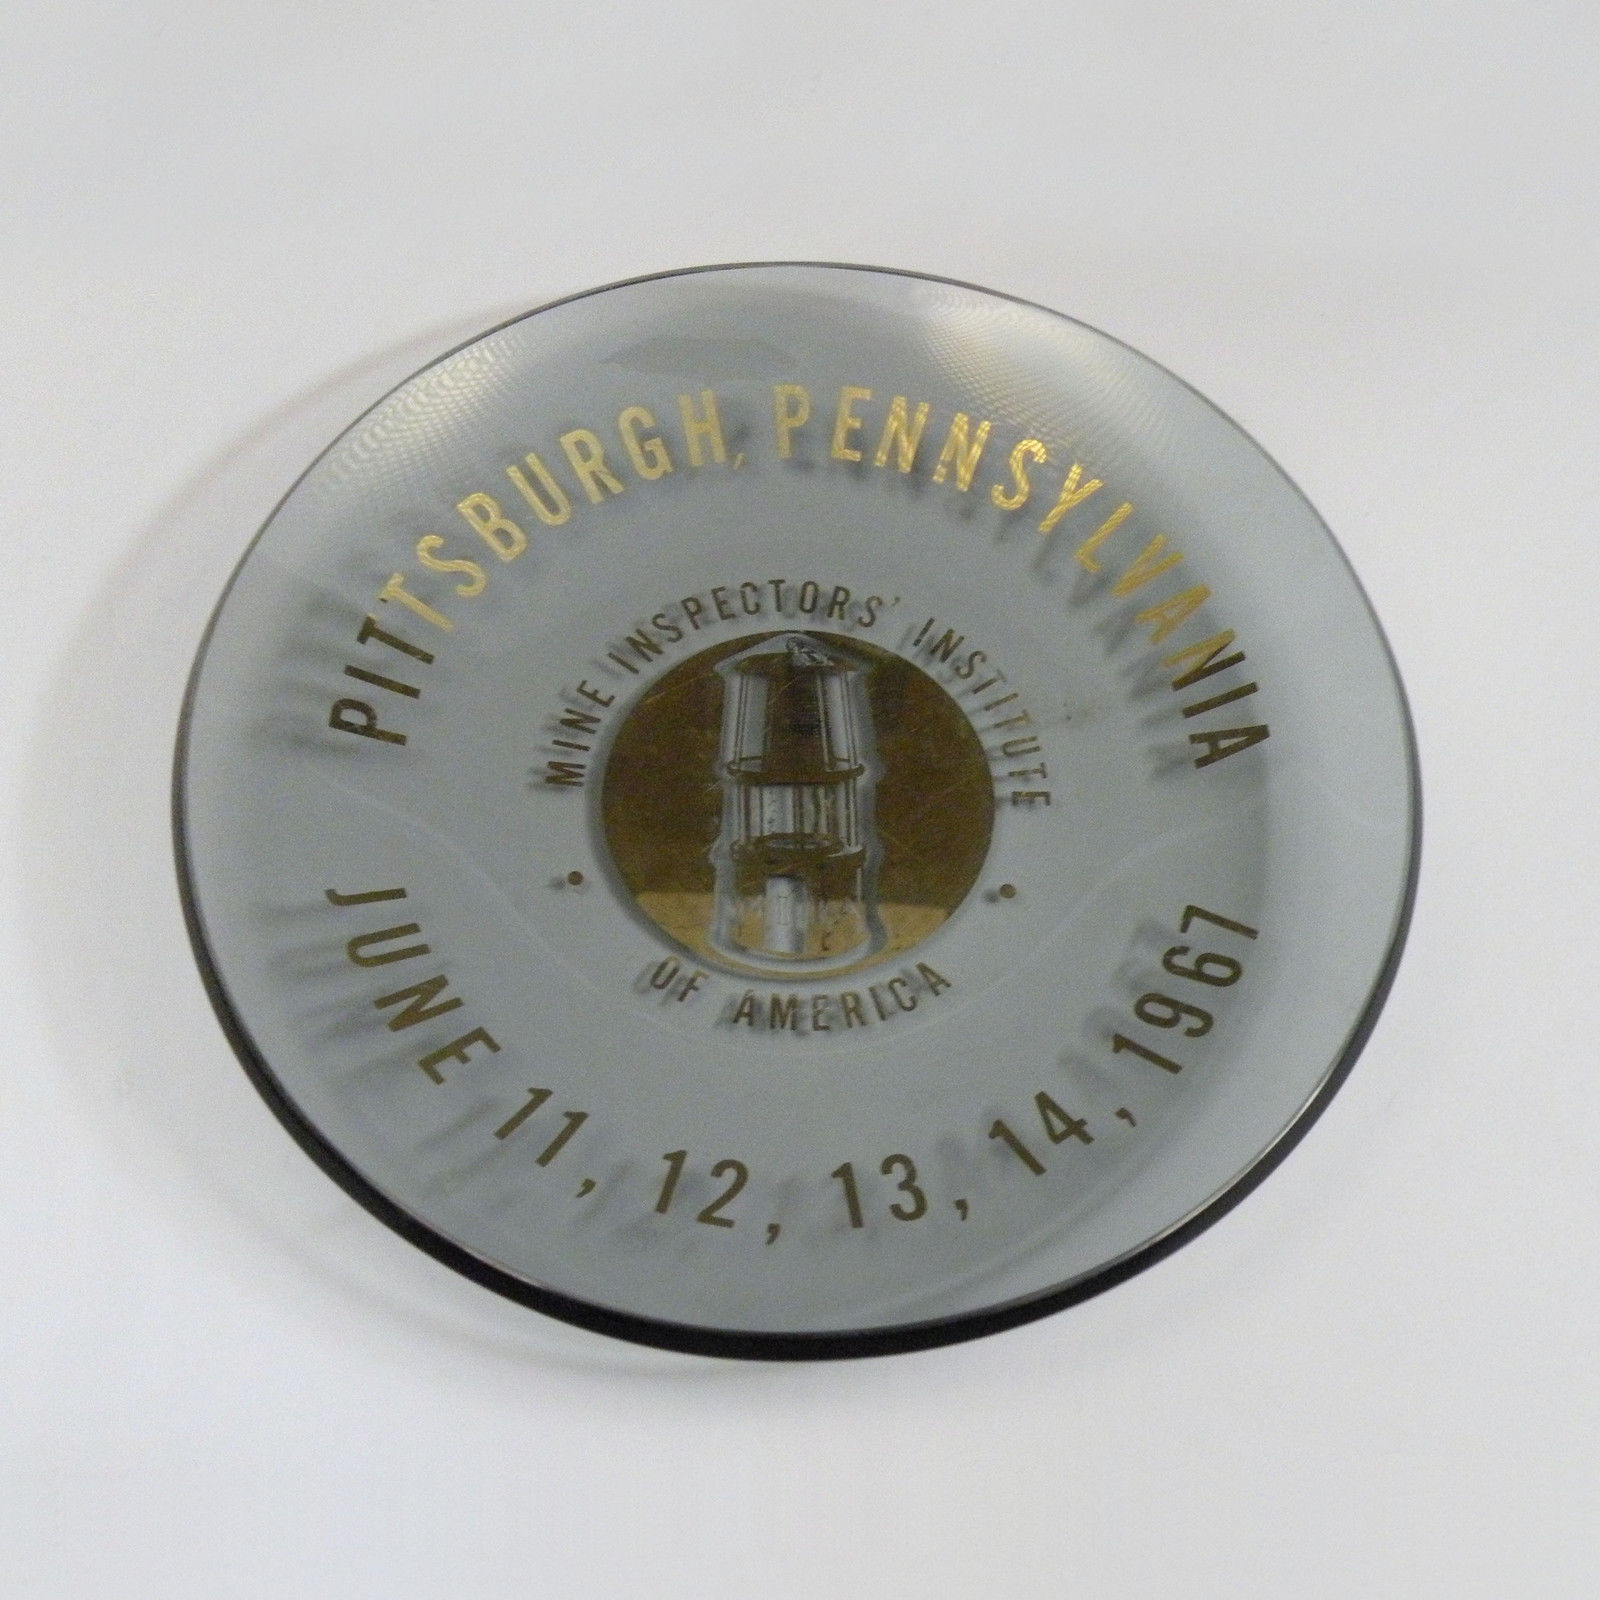 PITTSBURGH, PENNSYLVANIA
MINE INSPECTORS' INSTITUTE
OF AMERICA
JUNE 11, 12, 13, 14, 1967